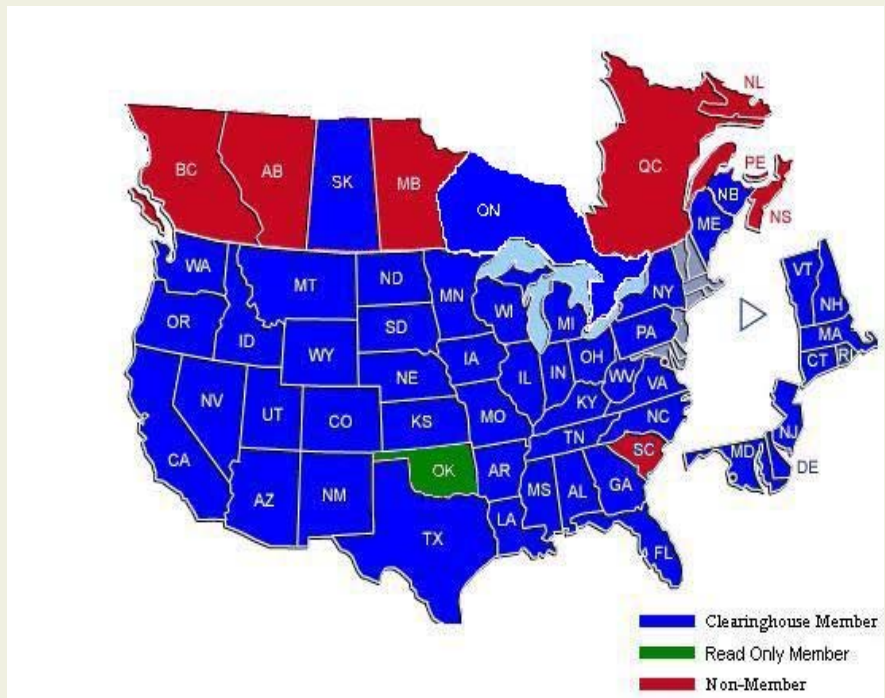 NL
BC
AB
SK
MB
ON
QC
PE
NB
NS
ME
WA
MT
ND
MN
OR
ID
WY
SD
WI
MI
NY
VT
NH
MA
CT
RI
NV
UT
CO
NE
IA
IL
IN
OH
PA
WV
VA
NJ
MD
DE
CA
AZ
NM
KS
MO
KY
NC
TN
OK
AR
SC
TX
LA
MS
AL
GA
FL
Clearinghouse Member
Read Only Member
Non-Member